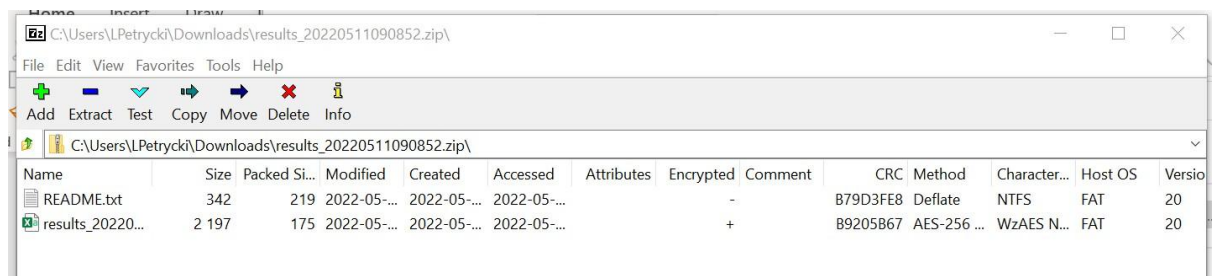 Home Insert Draw
C:\Users\LPetrycki\Downloads\results_20220511090852.zip\
File Edit View Favorites Tools Help
Add Extract Test Copy Move Delete Info
C:\Users\LPetrycki\Downloads\results_20220511090852.zip\
Name Size Packed Si... Modified Created Accessed Attributes Encrypted Comment CRC Method Character... Host OS Versio
README.txt 342 219 2022-05-... 2022-05-... 2022-05-... - B79D3FE8 Deflate NTFS FAT 20
results_20220... 2 197 175 2022-05-... 2022-05-... 2022-05-... + B9205B67 AES-256 ... WzAES N... FAT 20